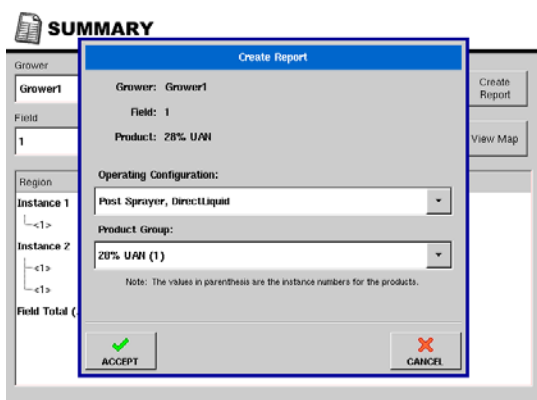 SUMMARY
Grower
Grower1
Field
1
Create Report
Grower: Grower1
Field: 1
Product: 28% UAN
Operating Configuration:
Post Sprayer, DirectLiquid
Product Group:
28% UAN (1)
Note: The values in parenthesis are the instance numbers for the products.
ACCEPT
CANCEL
Create
Report
View Map
Region
Instance 1
<1>
Instance 2
<1>
<1>
Field Total (